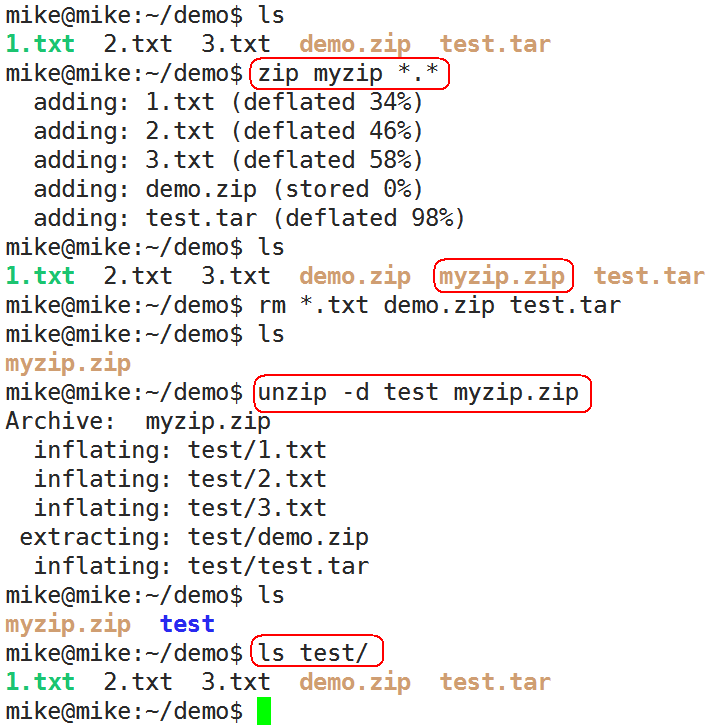 mike@mike:~/demo$ ls
1.txt  2.txt  3.txt  demo.zip  test.tar
mike@mike:~/demo$ zip myzip *.*
  adding: 1.txt (deflated 34%)
  adding: 2.txt (deflated 46%)
  adding: 3.txt (deflated 58%)
  adding: demo.zip (stored 0%)
  adding: test.tar (deflated 98%)
mike@mike:~/demo$ ls
1.txt  2.txt  3.txt  demo.zip  myzip.zip  test.tar
mike@mike:~/demo$ rm *.txt demo.zip test.tar
mike@mike:~/demo$ ls
myzip.zip
mike@mike:~/demo$ unzip -d test myzip.zip
Archive:  myzip.zip
  inflating: test/1.txt
  inflating: test/2.txt
  inflating: test/3.txt
 extracting: test/demo.zip
  inflating: test/test.tar
mike@mike:~/demo$ ls
myzip.zip  test
mike@mike:~/demo$ ls test/
1.txt  2.txt  3.txt  demo.zip  test.tar
mike@mike:~/demo$